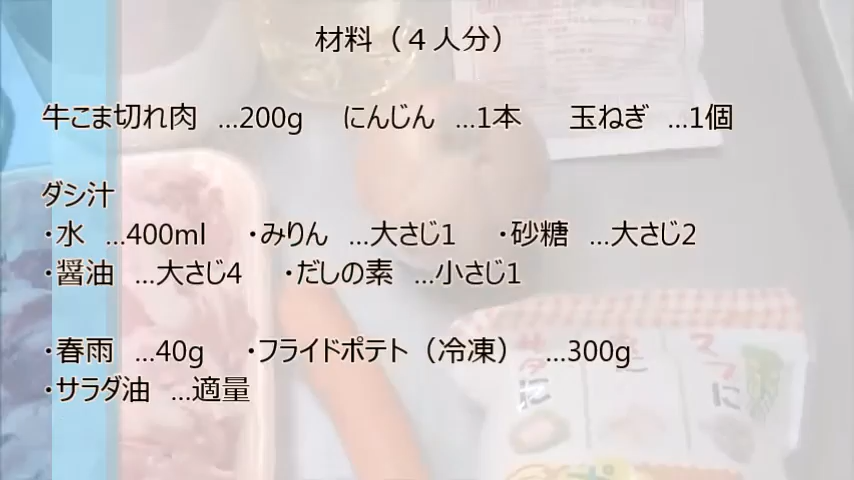 材料（４人分）
牛こま切れ肉 …200g にんじん …1本 玉ねぎ …1個
ダシ汁
・水 …400ml ・みりん …大さじ1 ・砂糖 …大さじ2
・醤油 …大さじ4 ・だしの素 …小さじ1
・春雨 …40g ・フライドポテト（冷凍） …300g
・サラダ油 …適量